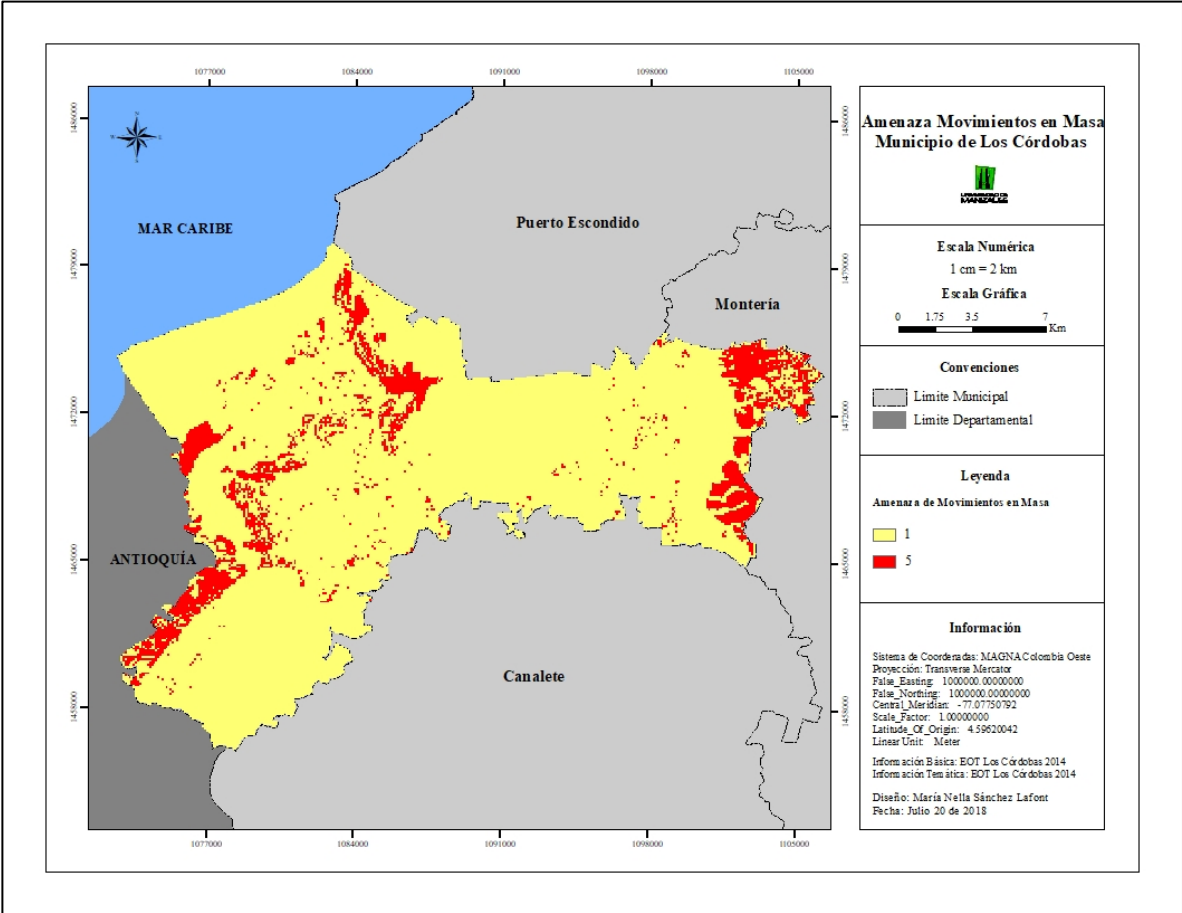 1077000 1084000 1091000 1098000 1105000
1486000
1479000
1472000
1465000
1458000
MAR CARIBE
Puerto Escondido
Montería
ANTIOQUÍA
Canalete
1486000
1479000
1472000
1465000
1458000
1077000 1084000 1091000 1098000 1105000
Amenaza Movimientos en Masa
Municipio de Los Córdobas
UNIVERSIDAD DE
MANIZALES
Escala Numérica
1 cm = 2 km
Escala Gráfica
0 1.75 3.5 7
Km
Convenciones
Limite Municipal
Limite Departamental
Leyenda
Amenaza de Movimientos en Masa
1
5
Información
Sistema de Coordenadas: MAGNA Colombia Oeste
Proyección: Transverse Mercator
False_Easting: 1000000.00000000
False_Northing: 1000000.00000000
Central_Meridian: -77.07750792
Scale_Factor: 1.00000000
Latitude_Of_Origin: 4.59620042
Linear Unit: Meter
Información Básica: EOT Los Córdobas 2014
Información Temática: EOT Los Córdobas 2014
Diseño: María Nella Sánchez Lafont
Fecha: Julio 20 de 2018